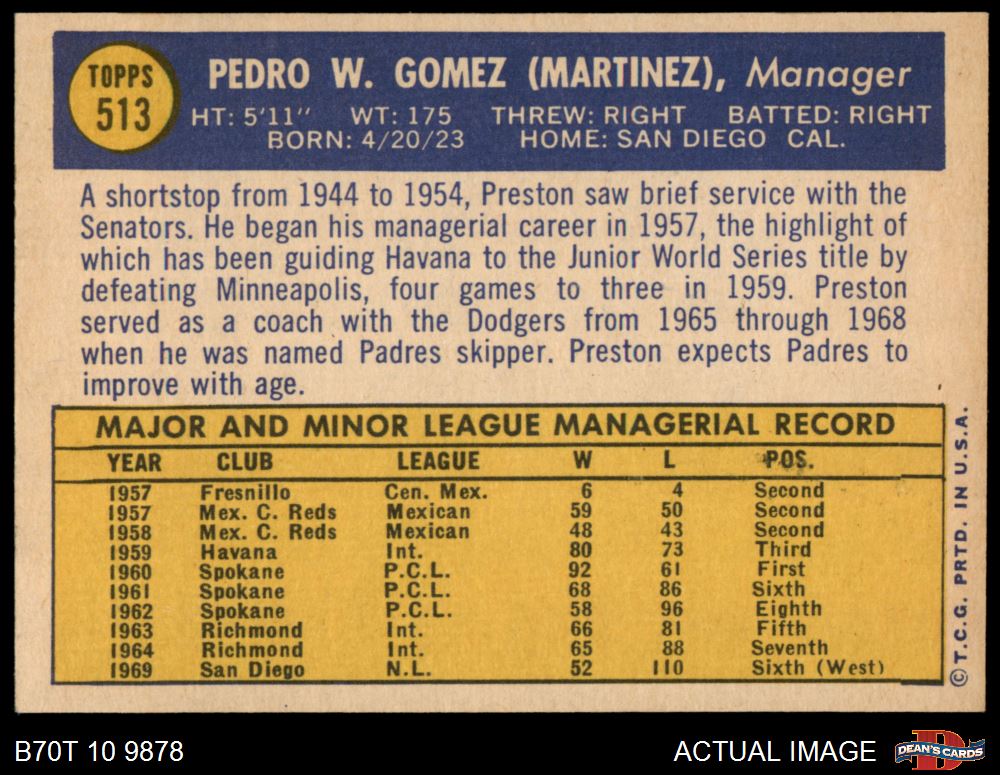 TOPPS
513
PEDRO W. GOMEZ (MARTINEZ), Manager
HT: 5'11" WT: 175 THREW: RIGHT BATTED: RIGHT
BORN: 4/20/23 HOME: SAN DIEGO CAL.
A shortstop from 1944 to 1954, Preston saw brief service with the
Senators. He began his managerial career in 1957, the highlight of
which has been guiding Havana to the Junior World Series title by
defeating Minneapolis, four games to three in 1959. Preston
served as a coach with the Dodgers from 1965 through 1968
when he was named Padres skipper. Preston expects Padres to
improve with age.
MAJOR AND MINOR LEAGUE MANAGERIAL RECORD
YEAR CLUB LEAGUE W L POS.
1957 Fresnillo Cen. Mex. 6 4 Second
1957 Mex. C. Reds Mexican 59 50 Second
1958 Mex. C. Reds Mexican 48 43 Second
1959 Havana Int. 80 73 Third
1960 Spokane P.C.L. 92 61 First
1961 Spokane P.C.L. 68 86 Sixth
1962 Spokane P.C.L. 58 96 Eighth
1963 Richmond Int. 66 81 Fifth
1964 Richmond Int. 65 88 Seventh
1969 San Diego N.L. 52 110 Sixth (West)
© T.C.G. PRTD. IN U.S.A.
B70T 10 9878
ACTUAL IMAGE
DEAN'S CARDS